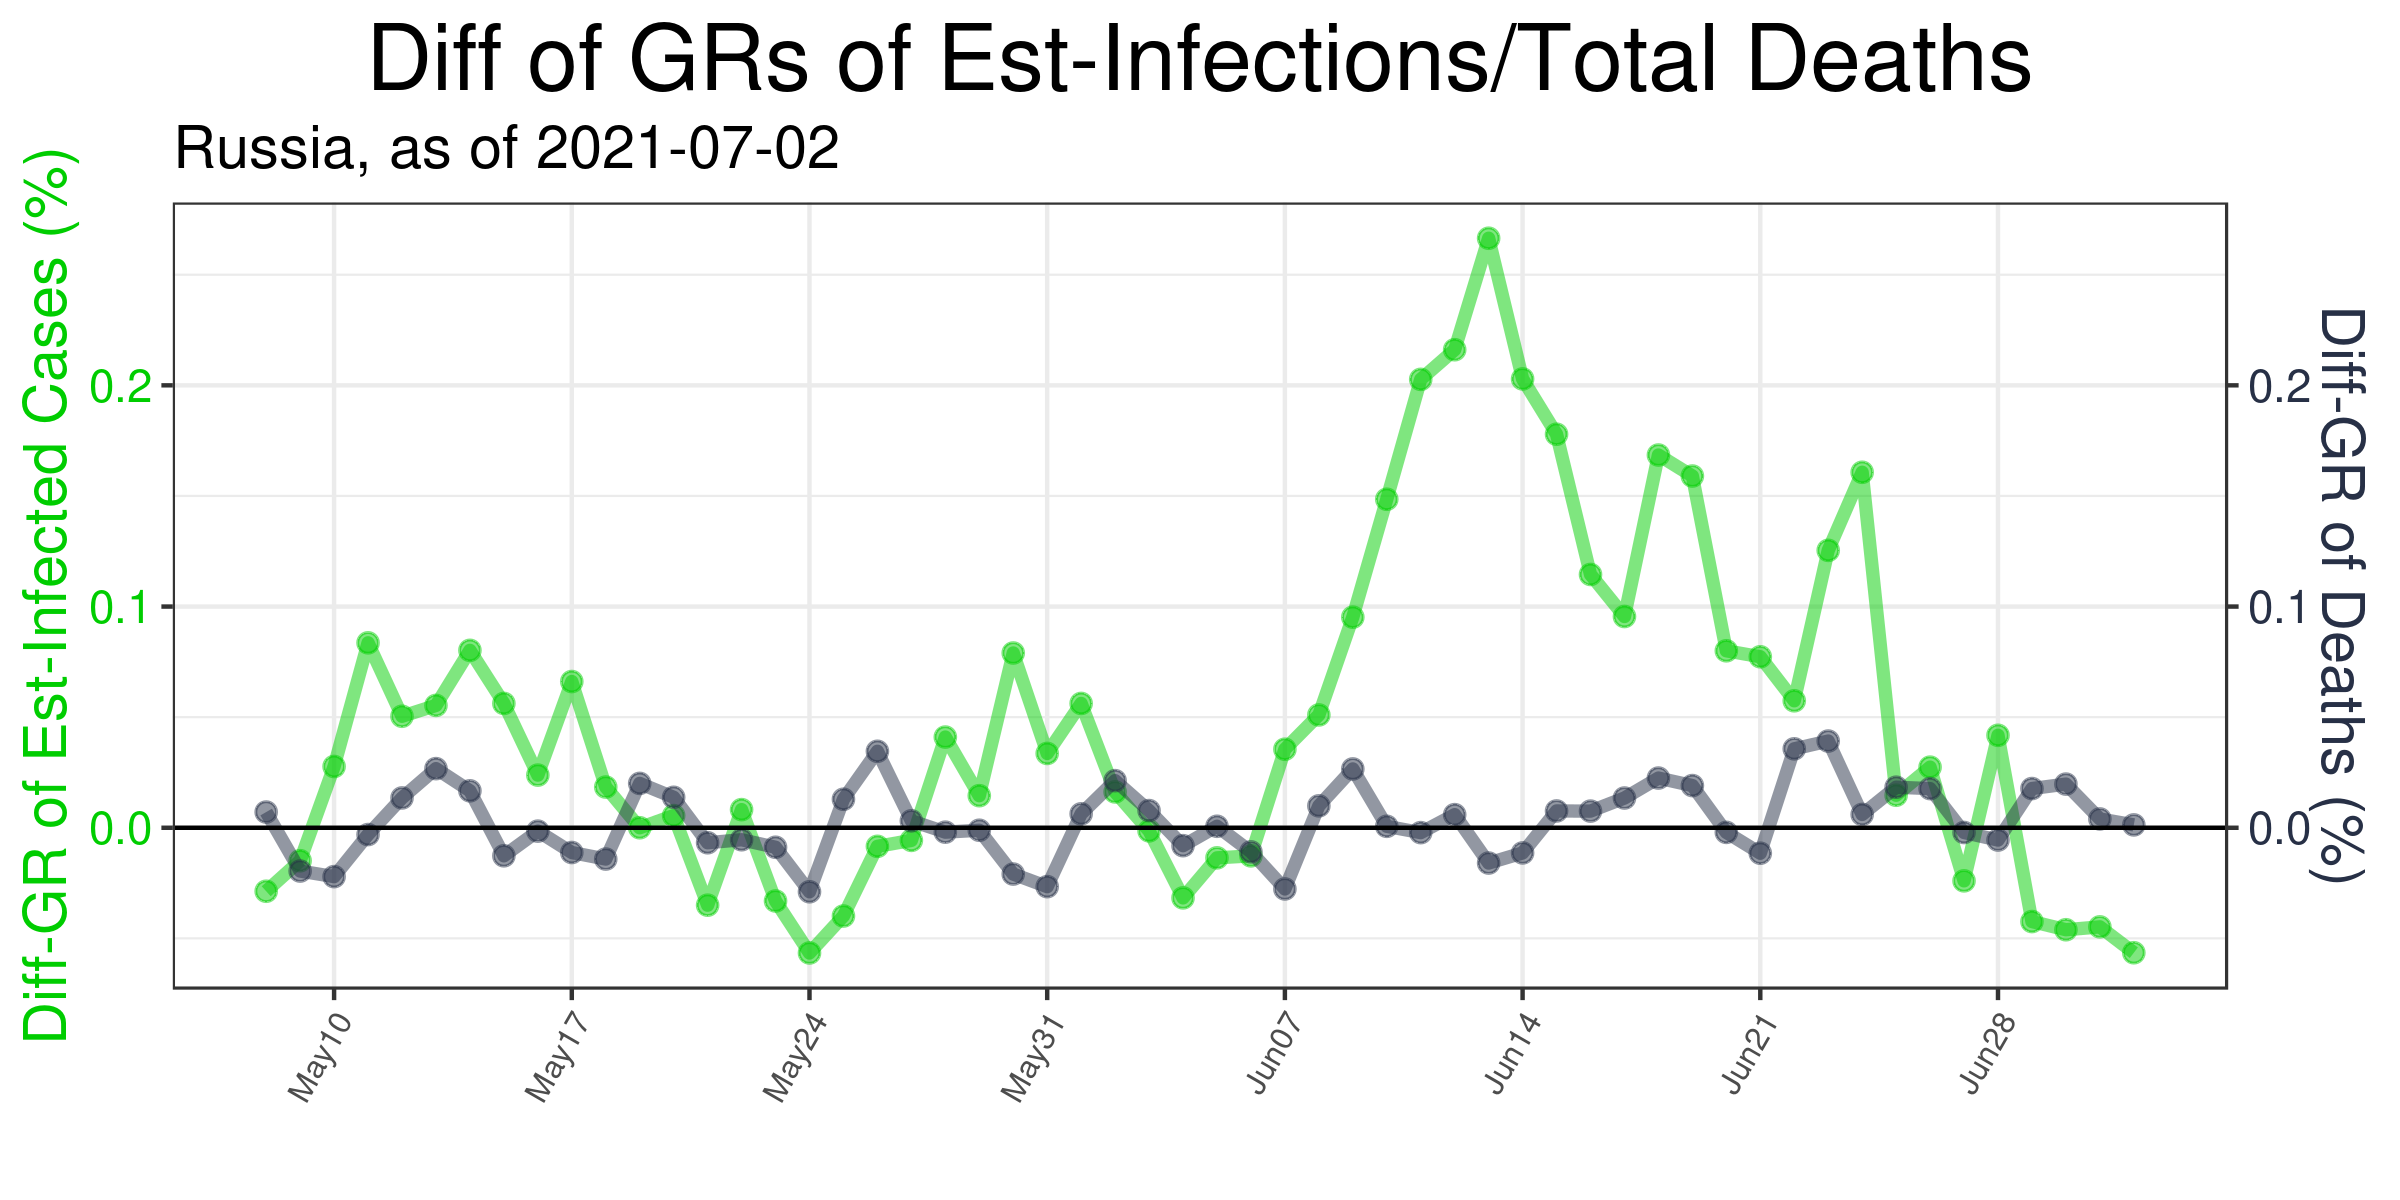 Diff of GRs of Est-Infections/Total Deaths
Russia, as of 2021-07-02
Diff-GR of Est-Infected Cases (%)
0.2
0.1
0.0
0.2
0.1
0.0
Diff-GR of Deaths (%)
May10
May17
May24
May31
Jun07
Jun14
Jun21
Jun28